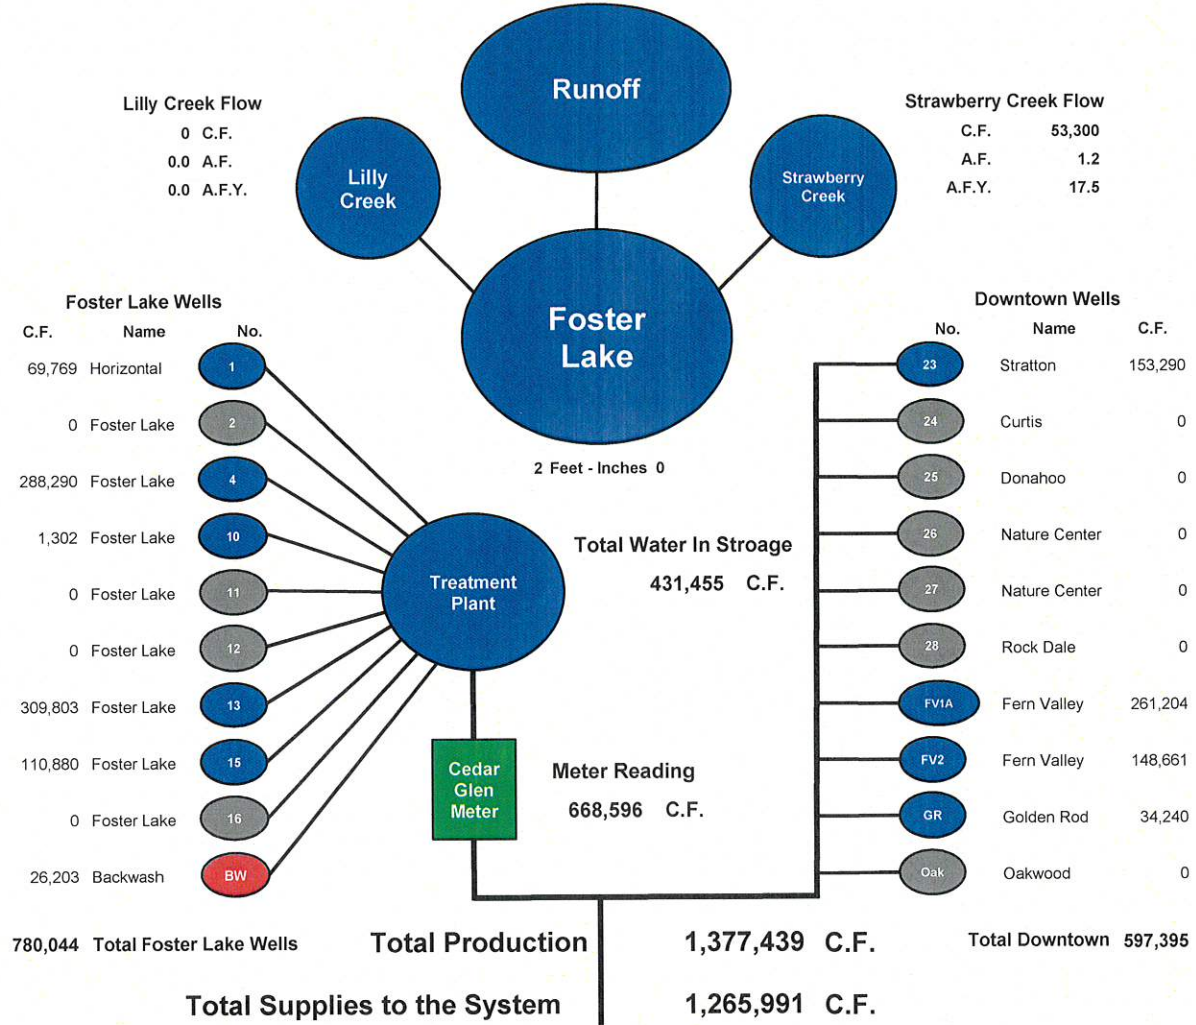 Runoff
Lilly Creek Flow
0 C.F.
0.0 A.F.
0.0 A.F.Y.
Lilly
Creek
Strawberry
Creek
Strawberry Creek Flow
C.F. 53,300
A.F. 1.2
A.F.Y. 17.5
Foster
Lake
2 Feet - Inches 0
Foster Lake Wells
C.F. Name No.
69,769 Horizontal 1
0 Foster Lake 2
288,290 Foster Lake 4
1,302 Foster Lake 10
0 Foster Lake 11
0 Foster Lake 12
309,803 Foster Lake 13
110,880 Foster Lake 15
0 Foster Lake 16
26,203 Backwash BW
780,044 Total Foster Lake Wells
Treatment
Plant
Total Water In Stroage
431,455 C.F.
Cedar
Glen
Meter
Meter Reading
668,596 C.F.
Downtown Wells
No. Name C.F.
23 Stratton 153,290
24 Curtis 0
25 Donahoo 0
26 Nature Center 0
27 Nature Center 0
28 Rock Dale 0
FV1A Fern Valley 261,204
FV2 Fern Valley 148,661
GR Golden Rod 34,240
Oak Oakwood 0
Total Downtown 597,395
Total Production 1,377,439 C.F.
Total Supplies to the System 1,265,991 C.F.